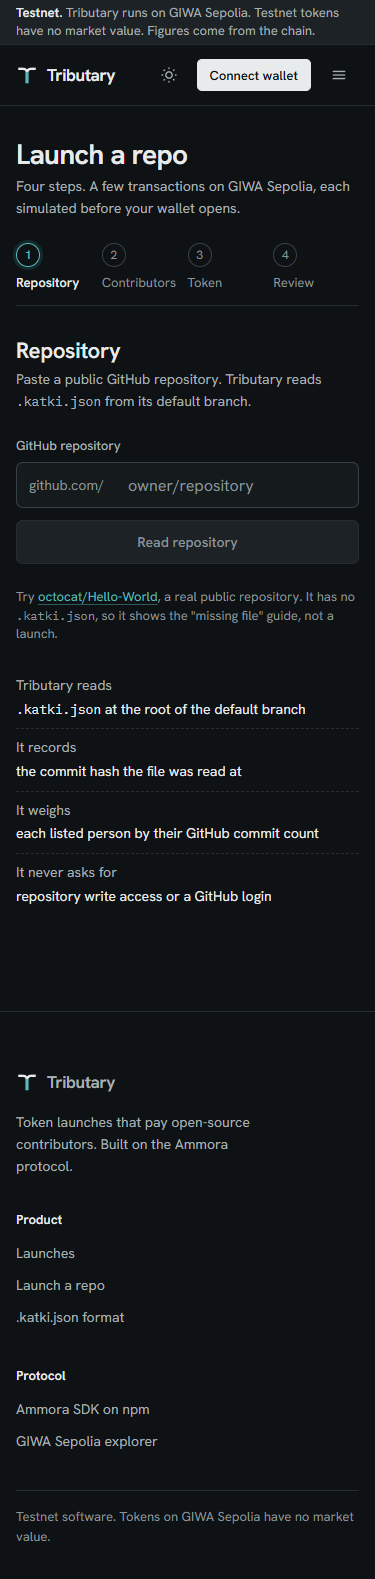 Testnet. Tributary runs on GIWA Sepolia. Testnet tokens
have no market value. Figures come from the chain.
Tributary
Connect wallet
Launch a repo
Four steps. A few transactions on GIWA Sepolia, each
simulated before your wallet opens.
1 2 3 4
Repository Contributors Token Review
Repository
Paste a public GitHub repository. Tributary reads
.katki.json from its default branch.
GitHub repository
github.com/ owner/repository
Read repository
Try octocat/Hello-World, a real public repository. It has no
.katki.json, so it shows the "missing file" guide, not a
launch.
Tributary reads
.katki.json at the root of the default branch
It records
the commit hash the file was read at
It weighs
each listed person by their GitHub commit count
It never asks for
repository write access or a GitHub login
Tributary
Token launches that pay open-source
contributors. Built on the Ammora
protocol.
Product
Launches
Launch a repo
.katki.json format
Protocol
Ammora SDK on npm
GIWA Sepolia explorer
Testnet software. Tokens on GIWA Sepolia have no market
value.